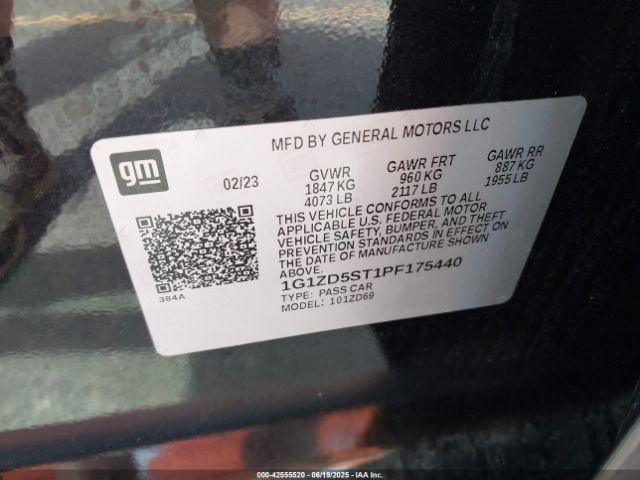 MFD BY GENERAL MOTORS LLC
gm
02/23
GVWR
1847 KG
4073 LB
GAWR FRT
960 KG
2117 LB
GAWR RR
887 KG
1955 LB
THIS VEHICLE CONFORMS TO ALL
APPLICABLE U.S. FEDERAL MOTOR
VEHICLE SAFETY, BUMPER, AND THEFT
PREVENTION STANDARDS IN EFFECT ON
THE DATE OF MANUFACTURE SHOWN
ABOVE.
1G1ZD5ST1PF175440
TYPE: PASS CAR
MODEL: 101ZD69
384A
000-42555520 - 06/19/2025 - IAAI.COM